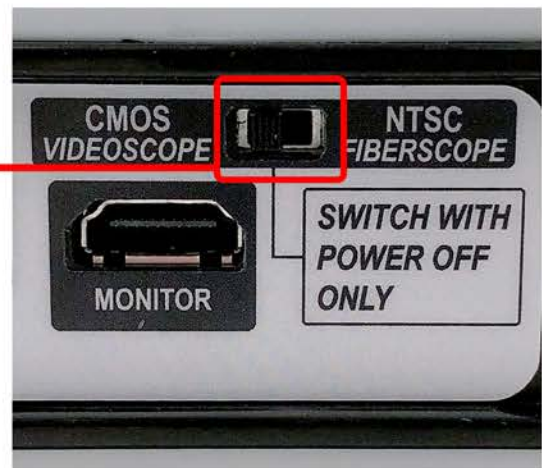 CMOS
VIDEOSCOPE
NTSC
FIBERSCOPE
MONITOR
SWITCH WITH
POWER OFF
ONLY